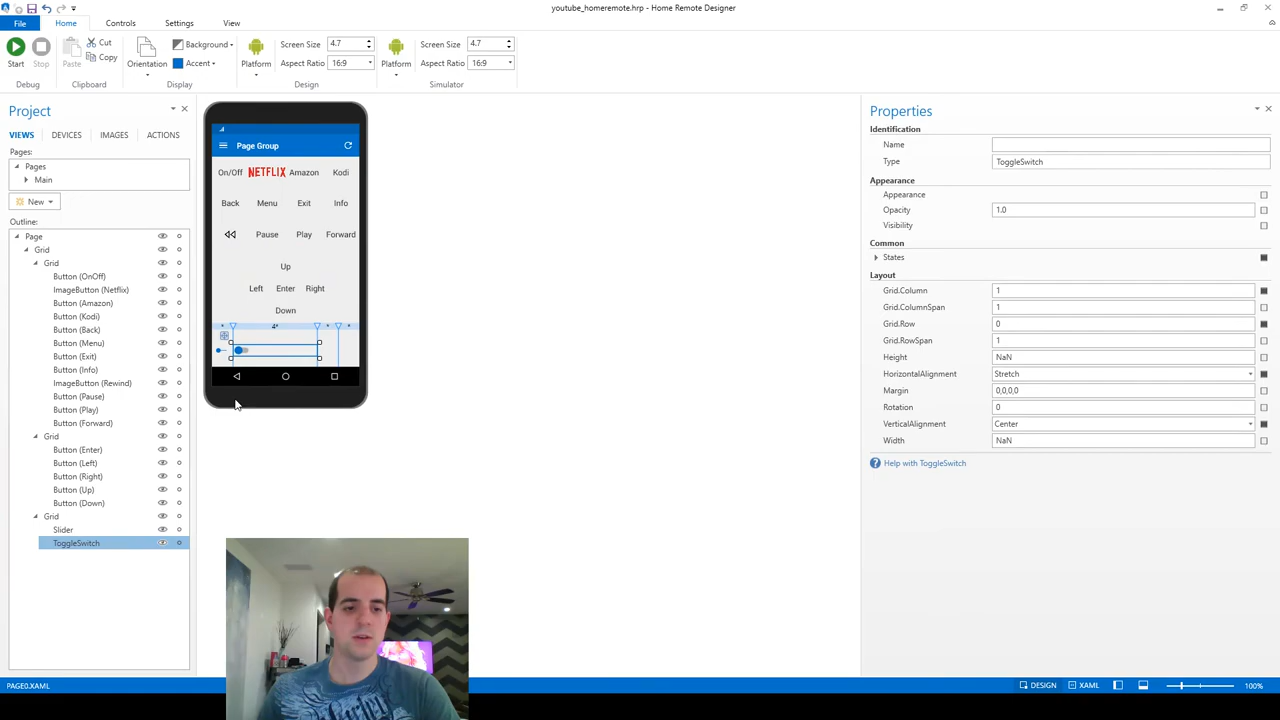 youtube_homeremote.hrp - Home Remote Designer
File Home Controls Settings View
Start Stop Paste Cut Copy Orientation Background Accent Platform Screen Size 4.7 Aspect Ratio 16:9 Platform Screen Size 4.7 Aspect Ratio 16:9
Debug Clipboard Display Design Simulator
Project
VIEWS DEVICES IMAGES ACTIONS
Pages:
Pages
Main
New
Outline:
Page
Grid
Grid
Button (OnOff)
ImageButton (Netflix)
Button (Amazon)
Button (Kodi)
Button (Back)
Button (Menu)
Button (Exit)
Button (Info)
ImageButton (Rewind)
Button (Pause)
Button (Play)
Button (Forward)
Grid
Button (Enter)
Button (Left)
Button (Right)
Button (Up)
Button (Down)
Grid
Slider
ToggleSwitch
Page Group
On/Off NETFLIX Amazon Kodi
Back Menu Exit Info
Pause Play Forward
Up
Left Enter Right
Down
* 4* * *
Properties
Identification
Name
Type ToggleSwitch
Appearance
Appearance
Opacity 1.0
Visibility
Common
States
Layout
Grid.Column 1
Grid.ColumnSpan 1
Grid.Row 0
Grid.RowSpan 1
Height NaN
HorizontalAlignment Stretch
Margin 0,0,0,0
Rotation 0
VerticalAlignment Center
Width NaN
Help with ToggleSwitch
PAGE0.XAML DESIGN XAML 100%